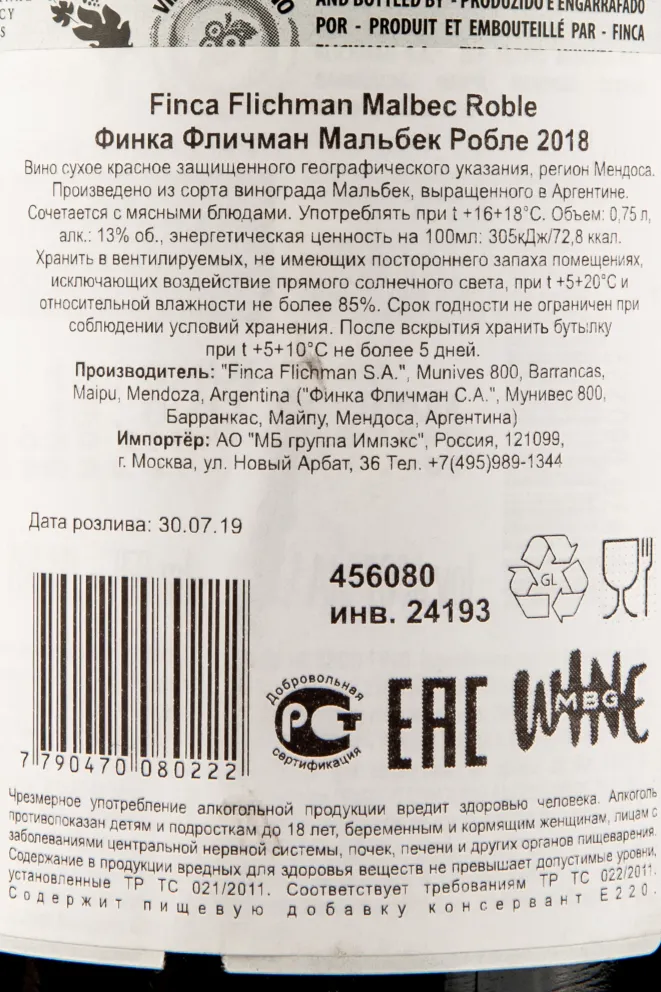 AND BOTTLED BY - PRODUZIDO E ENGARRAFADO
POR - PRODUIT ET EMBOUTEILLÉ PAR - FINCA
Finca Flichman Malbec Roble
Финка Фличман Мальбек Робле 2018
Вино сухое красное защищенного географического указания, регион Мендоса.
Произведено из сорта винограда Мальбек, выращенного в Аргентине.
Сочетается с мясными блюдами. Употреблять при t +16+18°С. Объем: 0,75 л,
алк.: 13% об., энергетическая ценность на 100мл: 305кДж/72,8 ккал.
Хранить в вентилируемых, не имеющих постороннего запаха помещениях,
исключающих воздействие прямого солнечного света, при t +5+20°С и
относительной влажности не более 85%. Срок годности не ограничен при
соблюдении условий хранения. После вскрытия хранить бутылку
при t +5+10°С не более 5 дней.
Производитель: "Finca Flichman S.A.", Munives 800, Barrancas,
Maipu, Mendoza, Argentina ("Финка Фличман С.А.", Мунивес 800,
Барранкас, Майпу, Мендоса, Аргентина)
Импортёр: АО "МБ группа Импэкс", Россия, 121099,
г. Москва, ул. Новый Арбат, 36 Тел. +7(495)989-1344
Дата розлива: 30.07.19
456080
инв. 24193
GL
7 790470 080222
Добровольная
РСТ
сертификация
EAC
WINE
MBG
Чрезмерное употребление алкогольной продукции вредит здоровью человека. Алкоголь
противопоказан детям и подросткам до 18 лет, беременным и кормящим женщинам, лицам с
заболеваниями центральной нервной системы, почек, печени и других органов пищеварения.
Содержание в продукции вредных для здоровья веществ не превышает допустимые уровни,
установленные ТР ТС 021/2011. Соответствует требованиям ТР ТС 022/2011.
Содержит пищевую добавку консервант Е220.